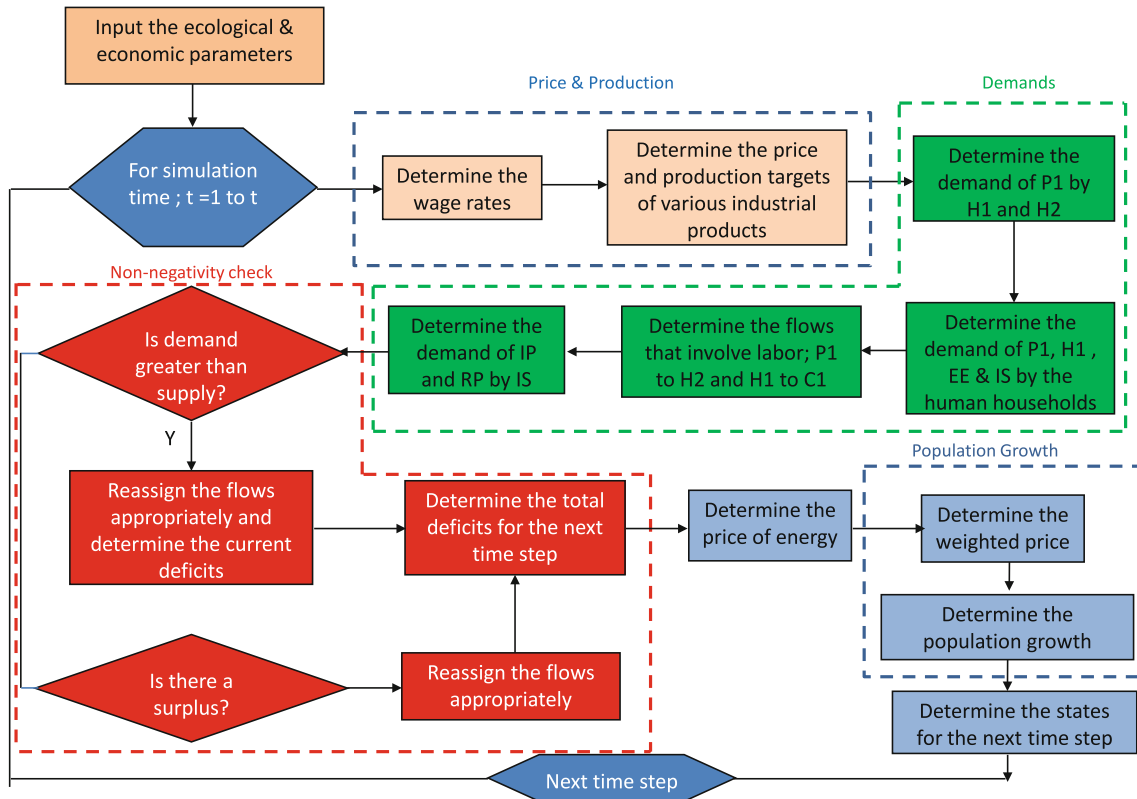 Input the ecological &
economic parameters
Price & Production
Demands
For simulation
time ; t =1 to t
Determine the
wage rates
Determine the price
and production targets
of various industrial
products
Determine the
demand of P1 by
H1 and H2
Non-negativity check
Is demand
greater than
supply?
Determine the
demand of IP
and RP by IS
Determine the flows
that involve labor; P1
to H2 and H1 to C1
Determine the
demand of P1, H1 ,
EE & IS by the
human households
Y
Population Growth
Reassign the flows
appropriately and
determine the current
deficits
Determine the total
deficits for the next
time step
Determine the
price of energy
Determine the
weighted price
Determine the
population growth
Is there a
surplus?
Reassign the flows
appropriately
Determine the states
for the next time step
Next time step